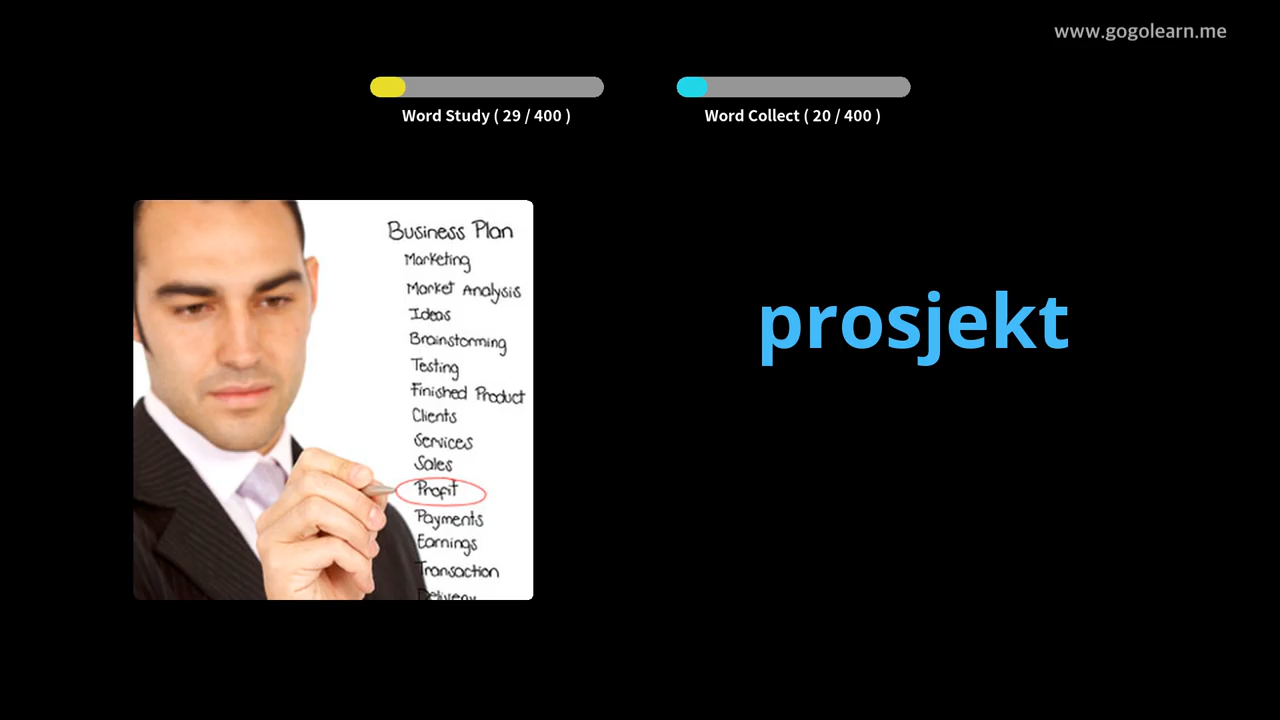 www.gogolearn.me
Word Study ( 29 / 400 )
Word Collect ( 20 / 400 )
Business Plan
Marketing
Market Analysis
Ideas
Brainstorming
Testing
Finished Product
Clients
Services
Sales
Profit
Payments
Earnings
Transaction
Delivery
prosjekt